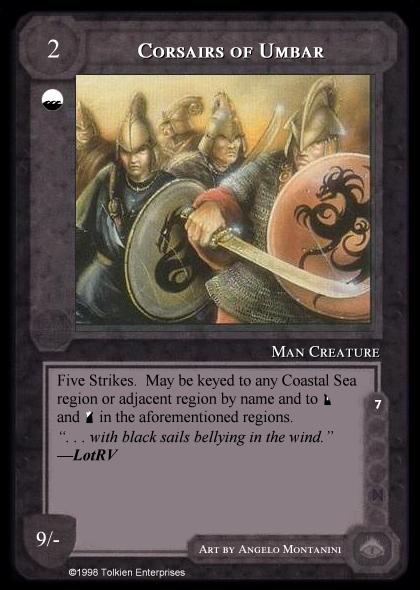 2
CORSAIRS OF UMBAR
MAN CREATURE
Five Strikes. May be keyed to any Coastal Sea
region or adjacent region by name and to
and in the aforementioned regions.
“. . . with black sails bellying in the wind.”
—LotRV
7
N
9/-
ART BY ANGELO MONTANINI
©1998 Tolkien Enterprises